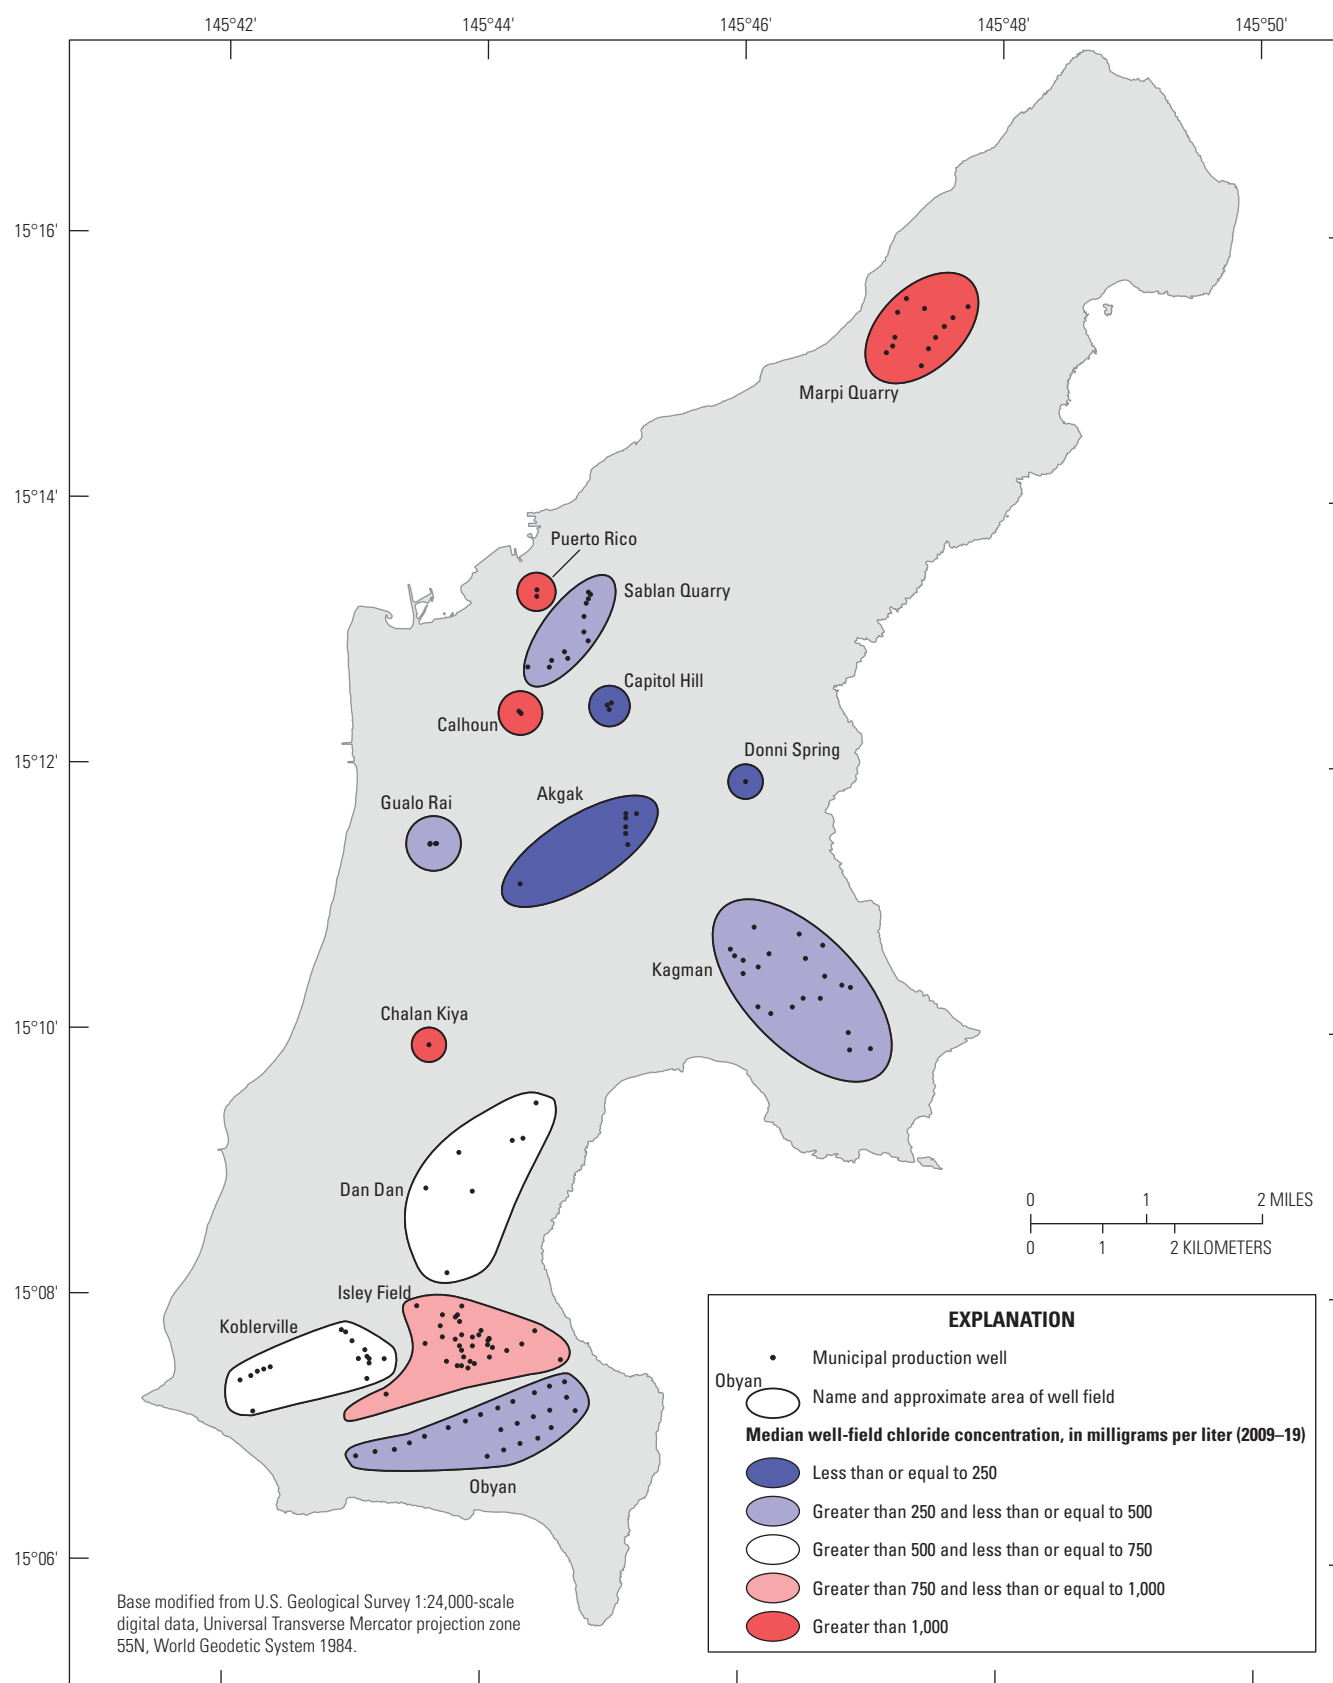 145°42'
145°44'
145°46'
145°48'
145°50'
15°16'
Marpi Quarry
15°14'
Puerto Rico
Sablan Quarry
Capitol Hill
Calhoun
Donni Spring
15°12'
Akgak
Gualo Rai
Kagman
Chalan Kiya
15°10'
Dan Dan
0 1 2 MILES
0 1 2 KILOMETERS
15°08'
Isley Field
Koblerville
Obyan
15°06'
EXPLANATION
Municipal production well
Obyan
Name and approximate area of well field
Median well-field chloride concentration, in milligrams per liter (2009–19)
Less than or equal to 250
Greater than 250 and less than or equal to 500
Greater than 500 and less than or equal to 750
Greater than 750 and less than or equal to 1,000
Greater than 1,000
Base modified from U.S. Geological Survey 1:24,000-scale
digital data, Universal Transverse Mercator projection zone
55N, World Geodetic System 1984.